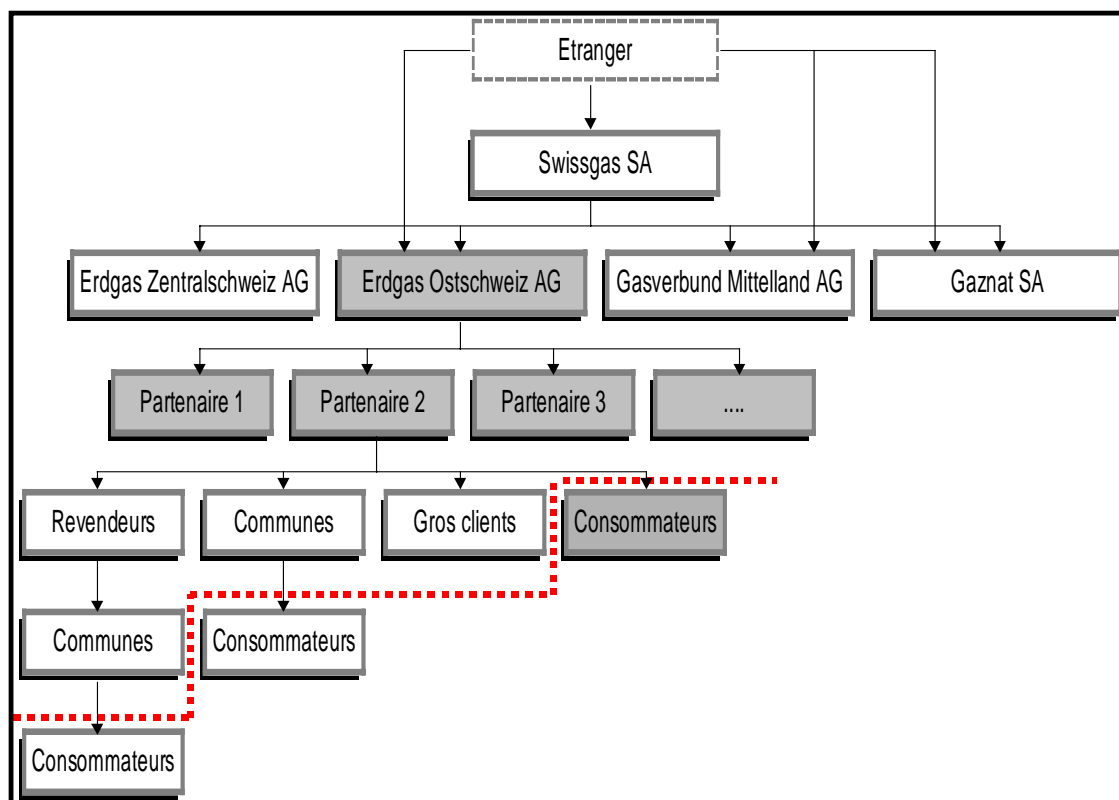 Etranger
Swissgas SA
Erdgas Zentralschweiz AG
Erdgas Ostschweiz AG
Gasverbund Mittelland AG
Gaznat SA
Partenaire 1
Partenaire 2
Partenaire 3
....
Revendeurs
Communes
Gros clients
Consommateurs
Communes
Consommateurs
Consommateurs